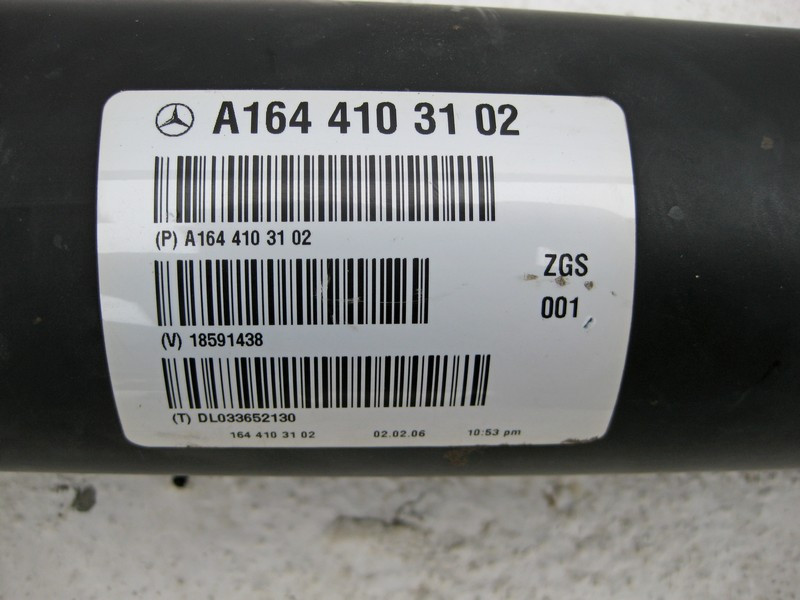 A164 410 31 02
(P) A164 410 31 02
ZGS
001
(V) 18591438
(T) DL033652130
164 410 31 02 02.02.06 10:53 pm